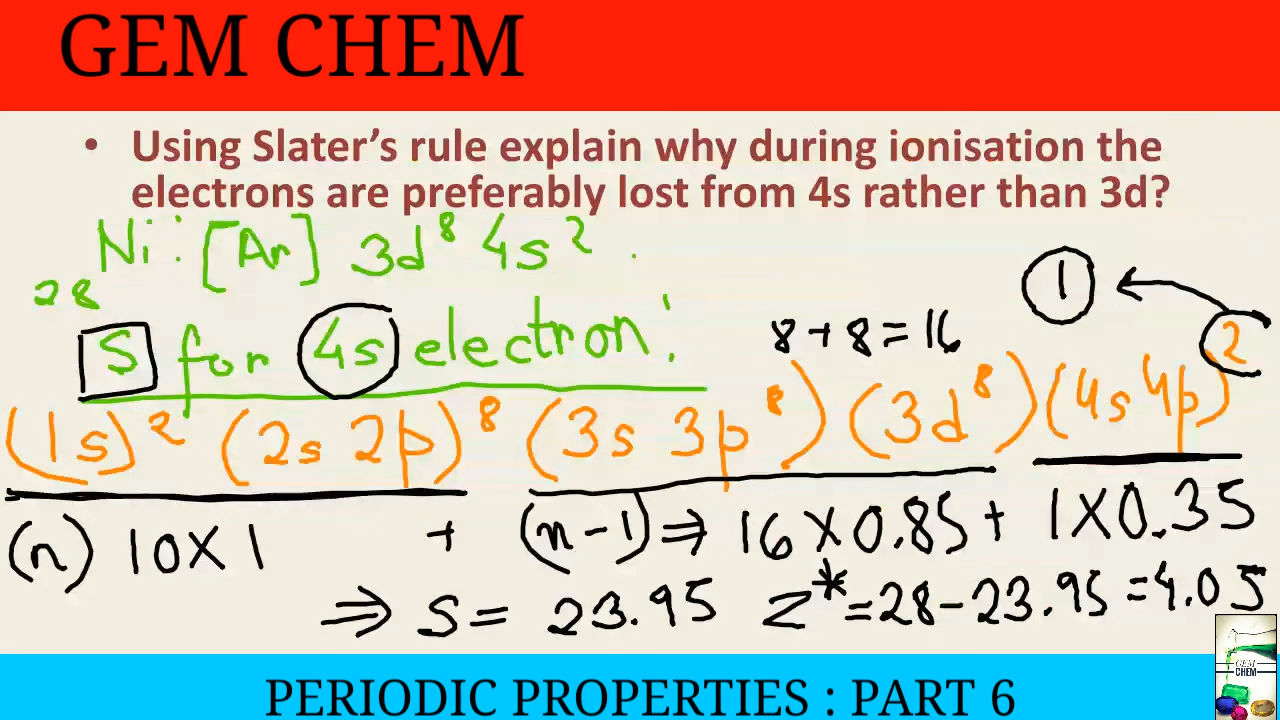 GEM CHEM
• Using Slater’s rule explain why during ionisation the
electrons are preferably lost from 4s rather than 3d?
Ni : [Ar] 3d⁸ 4s² .
28
S for 4s electron :
8 + 8 = 16
1
(1s)² (2s 2p)⁸ (3s 3p⁸) (3d⁸) (4s 4p)²
(n) 10 X 1 + (n-1) ⇒ 16 X 0.85 + 1 X 0.35
⇒ S = 23.95 Z* = 28 - 23.95 = 4.05
GEM
CHEM
PERIODIC PROPERTIES : PART 6